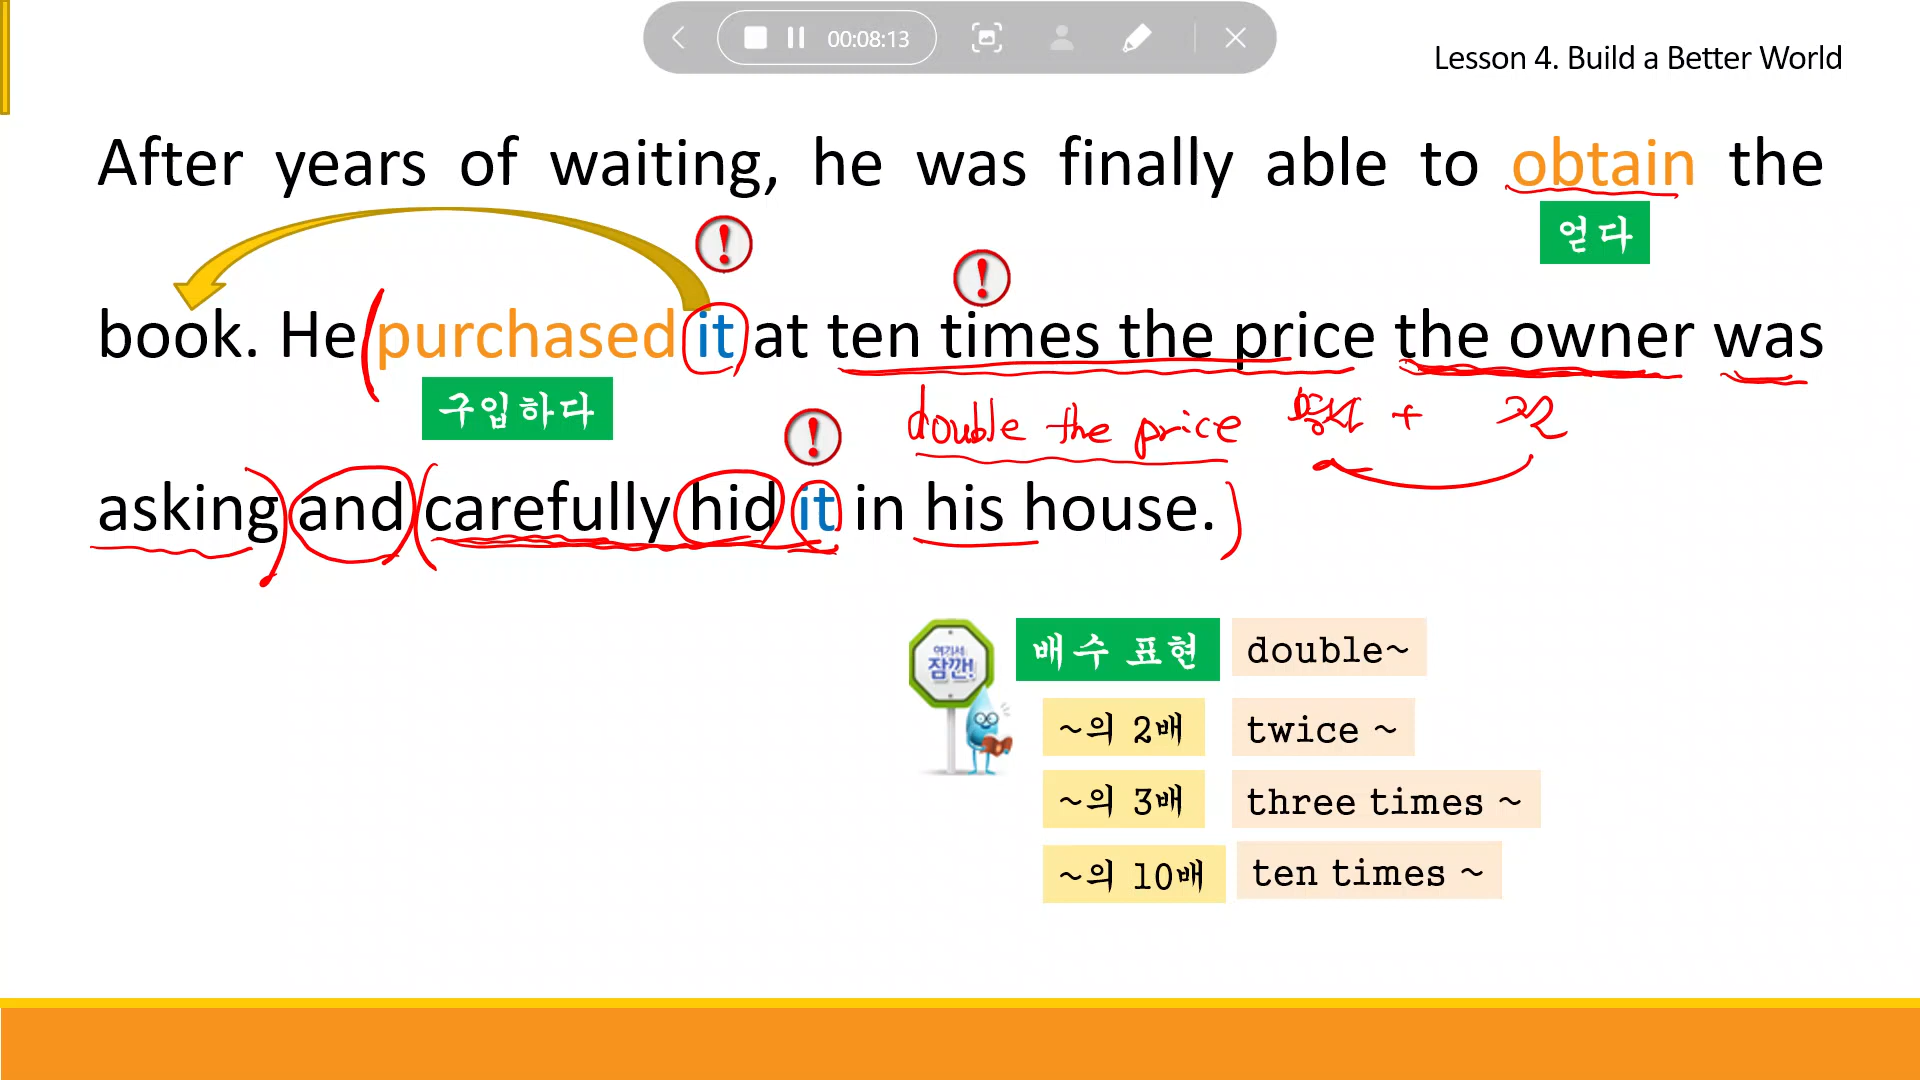 00:08:13
Lesson 4. Build a Better World
After years of waiting, he was finally able to obtain the
얻다
book. He purchased it at ten times the price the owner was
구입하다
double the price
+
asking and carefully hid it in his house.
여기서
잠깐!
배수 표현 double~
~의 2배 twice ~
~의 3배 three times ~
~의 10배 ten times ~